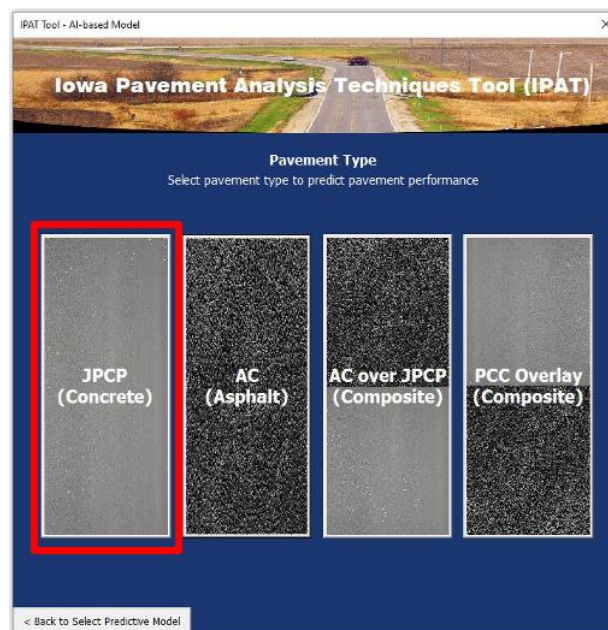 IPAT Tool - AI-based Model
Iowa Pavement Analysis Techniques Tool (IPAT)
Pavement Type
Select pavement type to predict pavement performance
JPCP
(Concrete)
AC
(Asphalt)
AC over JPCP
(Composite)
PCC Overlay
(Composite)
< Back to Select Predictive Model